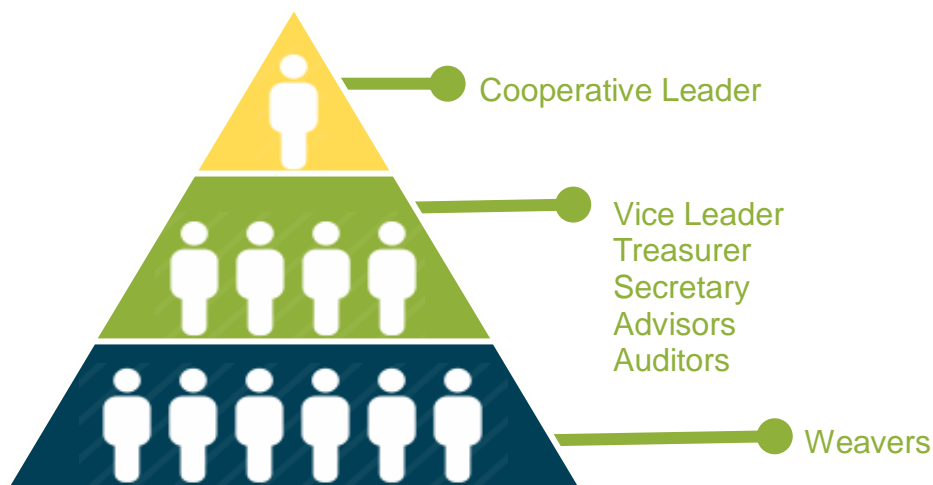 Cooperative Leader
Vice Leader
Treasurer
Secretary
Advisors
Auditors
Weavers